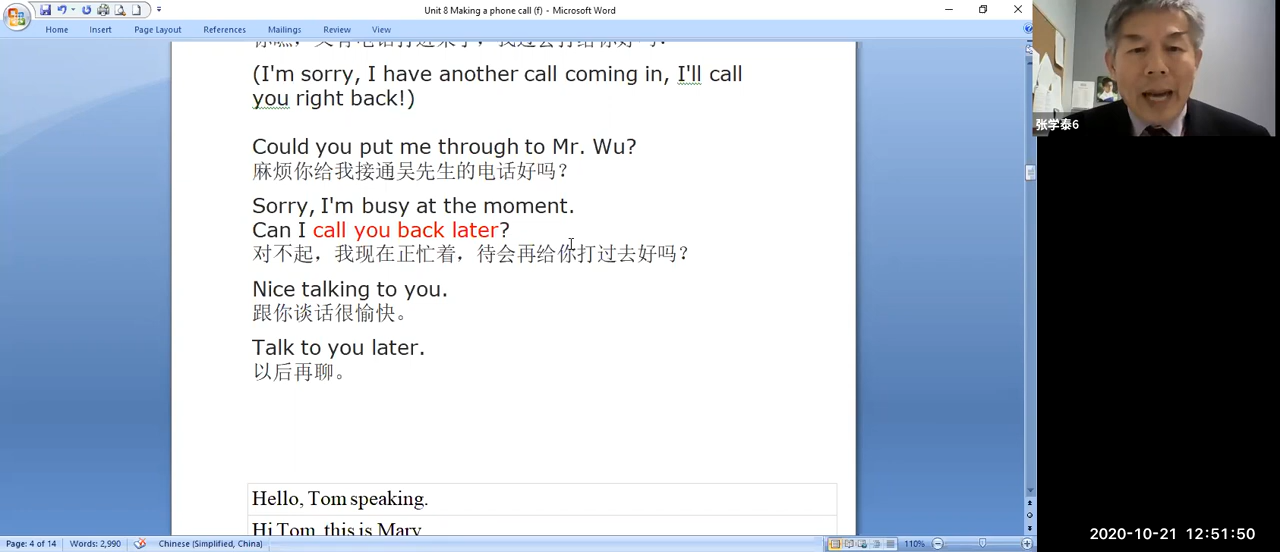 Unit 8 Making a phone call (f) - Microsoft Word
Home Insert Page Layout References Mailings Review View
(I'm sorry, I have another call coming in, I'll call
you right back!)
Could you put me through to Mr. Wu?
麻烦你给我接通吴先生的电话好吗？
Sorry, I'm busy at the moment.
Can I call you back later?
对不起，我现在正忙着，待会再给你打过去好吗？
Nice talking to you.
跟你谈话很愉快。
Talk to you later.
以后再聊。
Hello, Tom speaking.
Hi Tom, this is Mary
Page: 4 of 14 Words: 2,990 Chinese (Simplified, China) 110%
张学泰6
2020-10-21 12:51:50